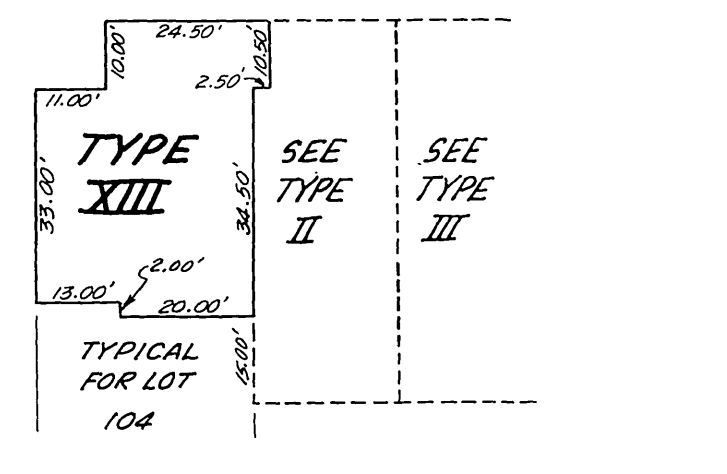 24.50'
10.00'
10.50'
2.50'
11.00'
TYPE
XIII
SEE
TYPE
II
SEE
TYPE
III
33.00'
34.50'
2.00'
13.00'
20.00'
15.00'
TYPICAL
FOR LOT
104